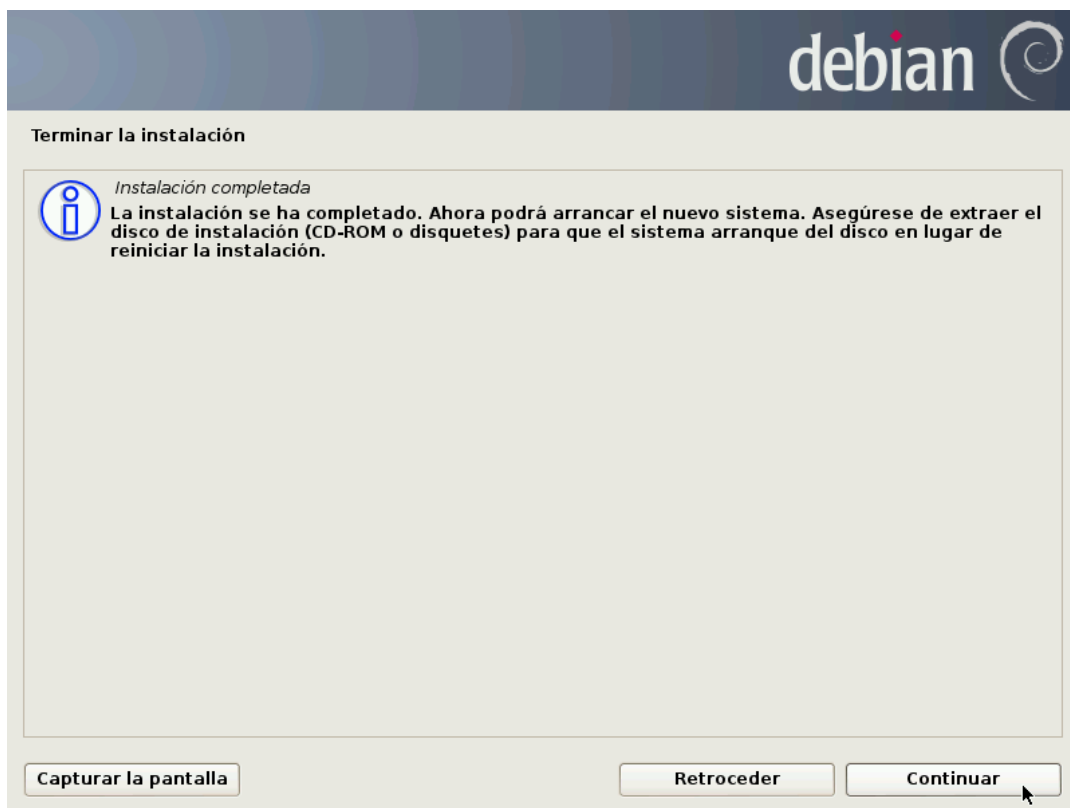 debian
Terminar la instalación
Instalación completada
La instalación se ha completado. Ahora podrá arrancar el nuevo sistema. Asegúrese de extraer el
disco de instalación (CD-ROM o disquetes) para que el sistema arranque del disco en lugar de
reiniciar la instalación.
Capturar la pantalla
Retroceder
Continuar